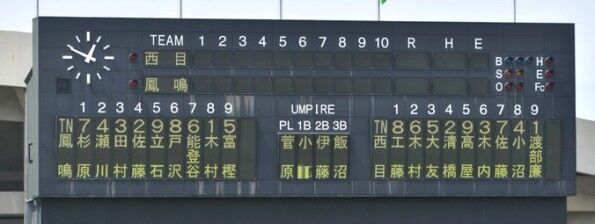 TEAM 1 2 3 4 5 6 7 8 9 10 R H E
西目
鳳鳴
B H
S E
O Fc
1 2 3 4 5 6 7 8 9
TN 7 4 3 2 9 8 6 1 5
鳳鳴 杉原 瀬川 田村 佐藤 立石 戸沢 能登谷 木村 富樫
UMPIRE
PL 1B 2B 3B
菅原 小 伊藤 飯沼
1 2 3 4 5 6 7 8 9
TN 8 6 5 2 9 3 7 4 1
西目 工藤 木村 大友 清橋 髙屋 矢内 佐藤 小沼 渡部廉